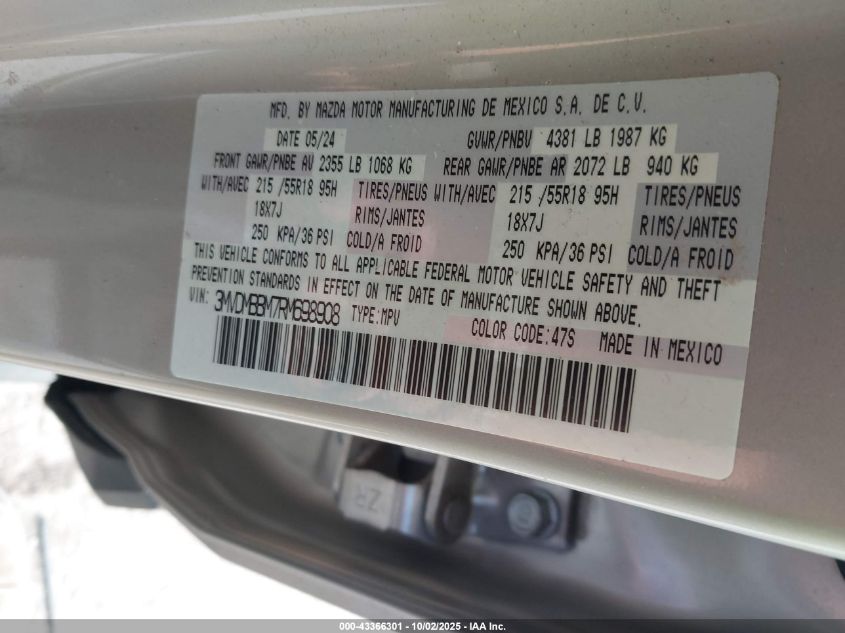 MFD. BY MAZDA MOTOR MANUFACTURING DE MEXICO S.A. DE C.V.
DATE 05/24 GVWR/PNBV 4381 LB 1987 KG
FRONT GAWR/PNBE AV 2355 LB 1068 KG REAR GAWR/PNBE AR 2072 LB 940 KG
WITH/AVEC 215 /55R18 95H TIRES/PNEUS WITH/AVEC 215 /55R18 95H TIRES/PNEUS
18X7J RIMS/JANTES 18X7J RIMS/JANTES
250 KPA/36 PSI COLD/A FROID 250 KPA/36 PSI COLD/A FROID
THIS VEHICLE CONFORMS TO ALL APPLICABLE FEDERAL MOTOR VEHICLE SAFETY AND THEFT
PREVENTION STANDARDS IN EFFECT ON THE DATE OF MANUFACTURE SHOWN ABOVE.
VIN: 3MVDMBBM7RM698908 TYPE:MPV
COLOR CODE:47S MADE IN MEXICO
ZR
000-43366301 - 10/02/2025 - IAA Inc.